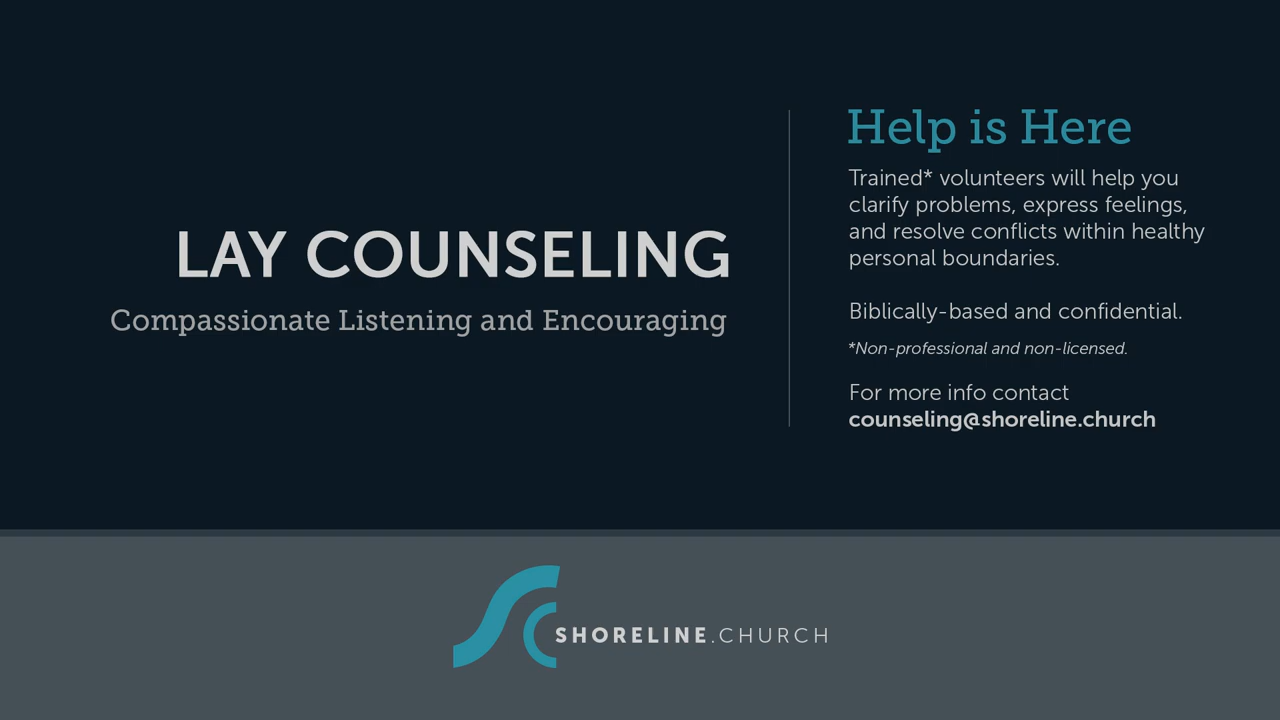 LAY COUNSELING
Compassionate Listening and Encouraging
Help is Here
Trained* volunteers will help you
clarify problems, express feelings,
and resolve conflicts within healthy
personal boundaries.
Biblically-based and confidential.
*Non-professional and non-licensed.
For more info contact
counseling@shoreline.church
SHORELINE.CHURCH